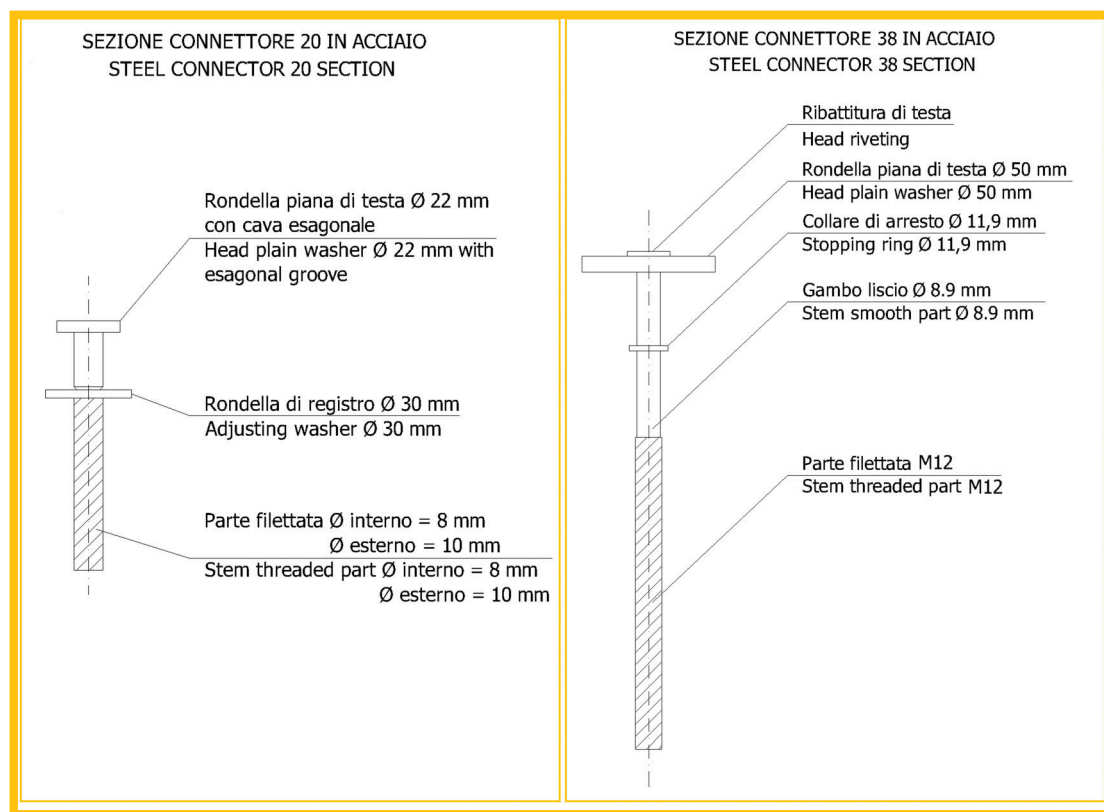 SEZIONE CONNETTORE 20 IN ACCIAIO
STEEL CONNECTOR 20 SECTION
Rondella piana di testa Ø 22 mm
con cava esagonale
Head plain washer Ø 22 mm with
esagonal groove
Rondella di registro Ø 30 mm
Adjusting washer Ø 30 mm
Parte filettata Ø interno = 8 mm
Ø esterno = 10 mm
Stem threaded part Ø interno = 8 mm
Ø esterno = 10 mm
SEZIONE CONNETTORE 38 IN ACCIAIO
STEEL CONNECTOR 38 SECTION
Ribattitura di testa
Head riveting
Rondella piana di testa Ø 50 mm
Head plain washer Ø 50 mm
Collare di arresto Ø 11,9 mm
Stopping ring Ø 11,9 mm
Gambo liscio Ø 8.9 mm
Stem smooth part Ø 8.9 mm
Parte filettata M12
Stem threaded part M12